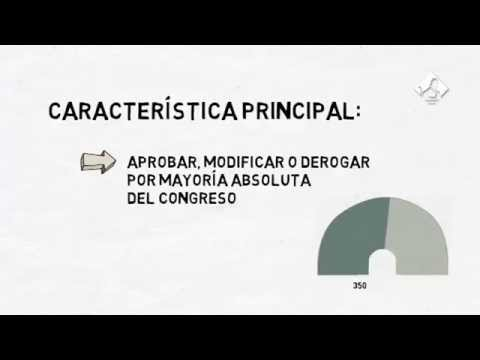 CARACTERÍSTICA PRINCIPAL:
APROBAR, MODIFICAR O DEROGAR
POR MAYORÍA ABSOLUTA
DEL CONGRESO
350